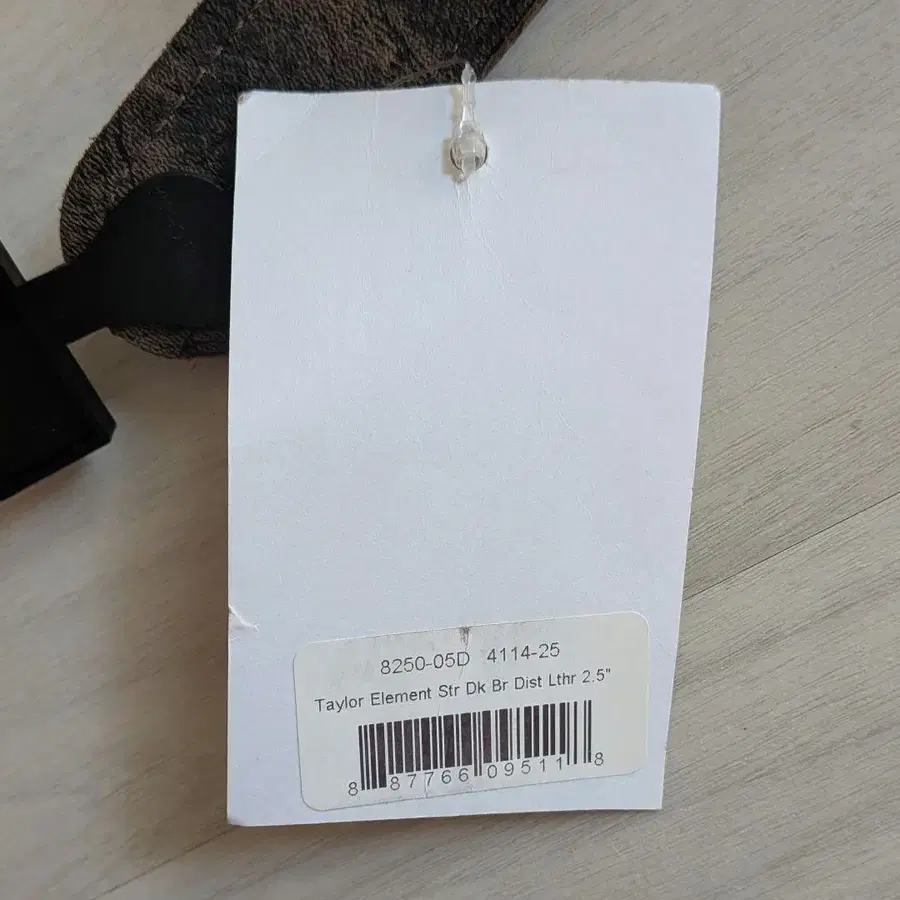 8250-05D 4114-25
Taylor Element Str Dk Br Dist Lthr 2.5"
8 87766 09511 8